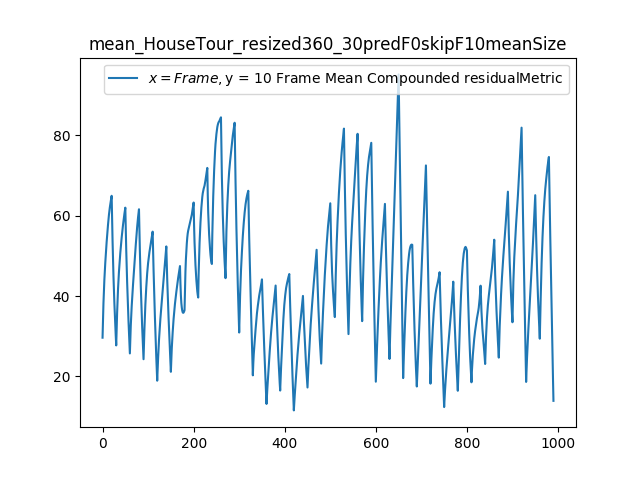 mean_HouseTour_resized360_30predF0skipF10meanSize
x = Frame, y = 10 Frame Mean Compounded residualMetric
80
60
40
20
0 200 400 600 800 1000